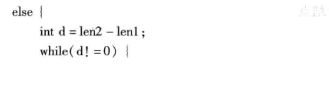 else {
int d = len2 - len1;
while(d! =0) {